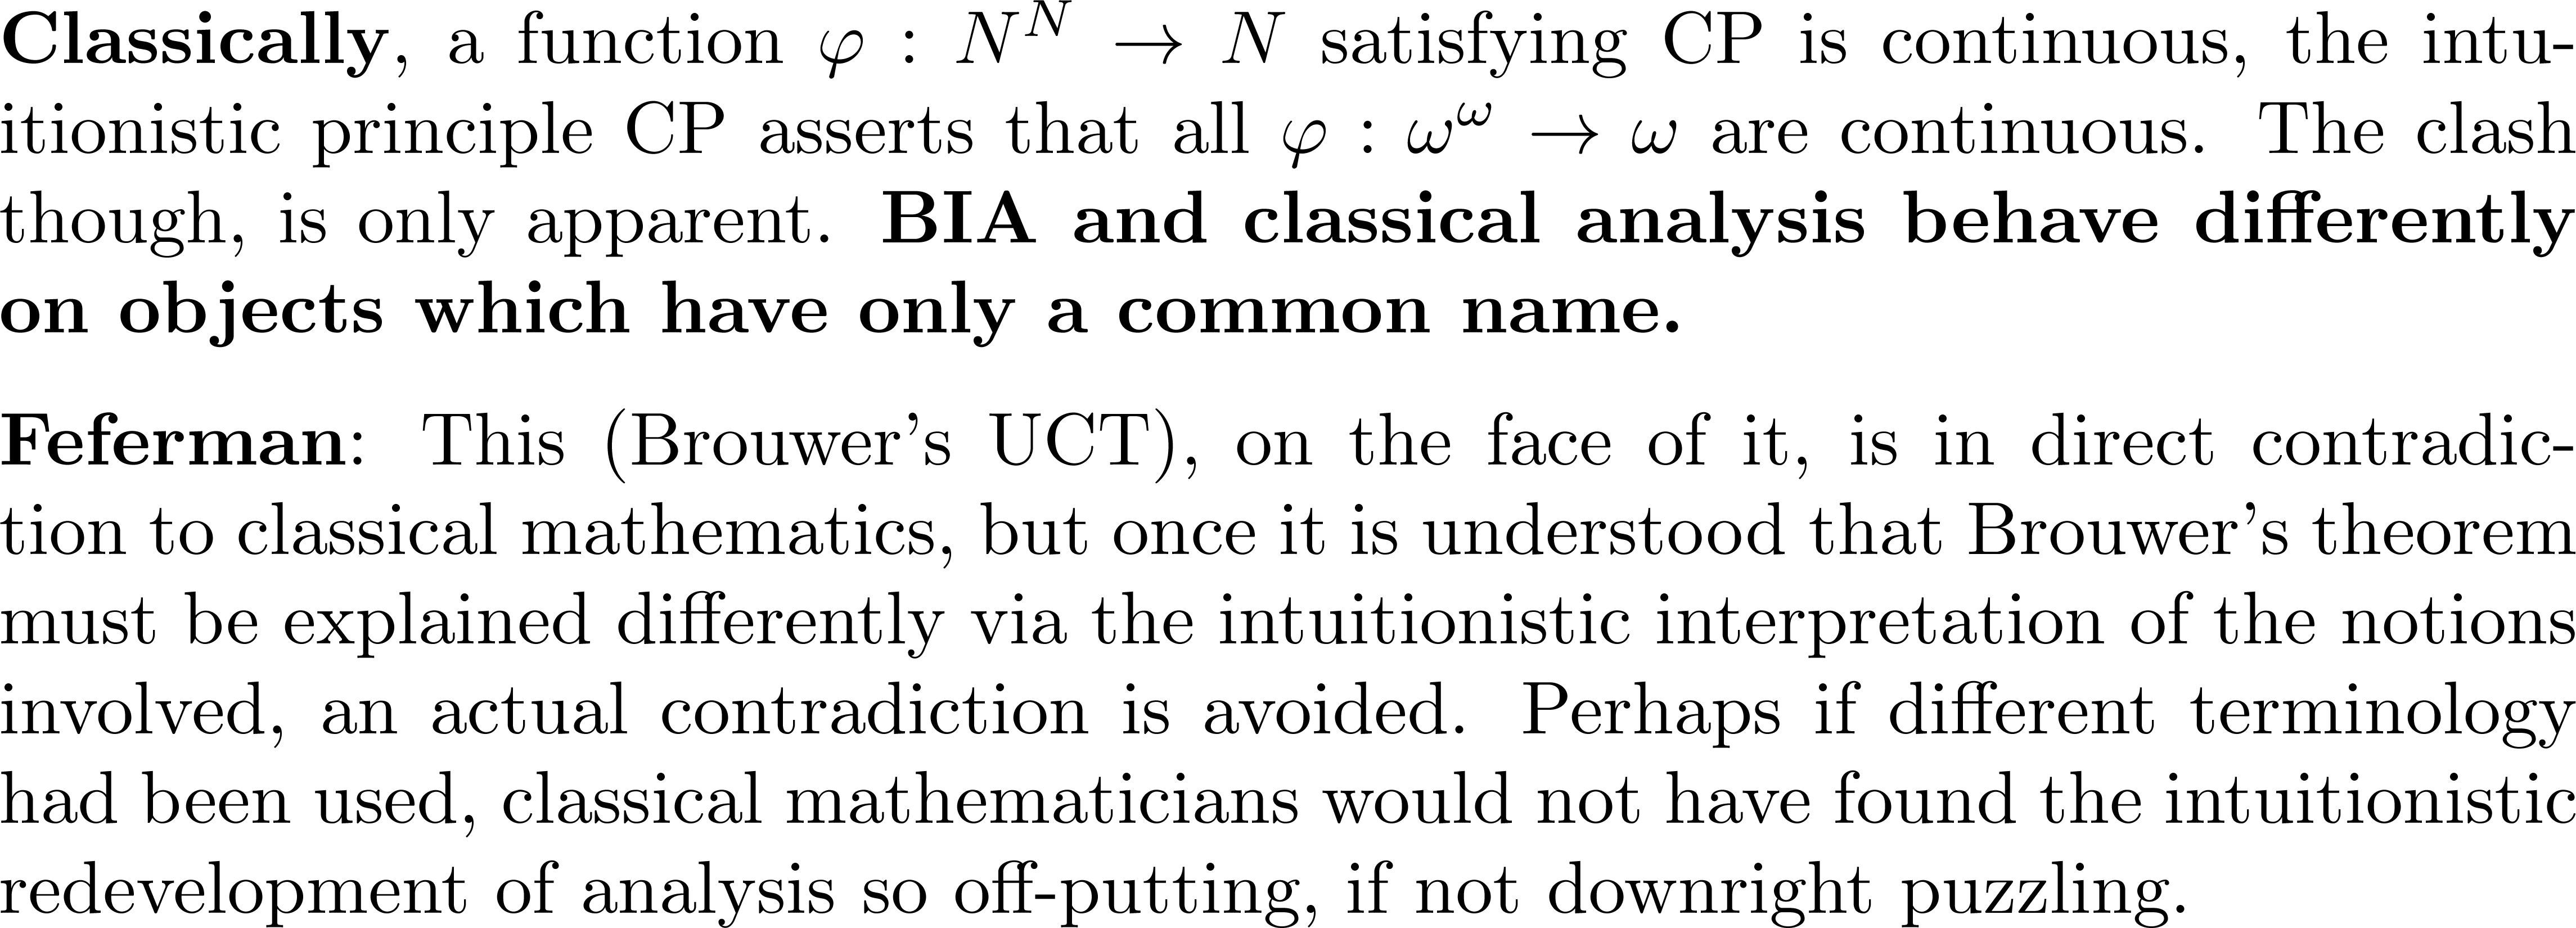 Classically, a function φ : N^N → N satisfying CP is continuous, the intu-
itionistic principle CP asserts that all φ : ω^ω → ω are continuous. The clash
though, is only apparent. BIA and classical analysis behave differently
on objects which have only a common name.
Feferman: This (Brouwer's UCT), on the face of it, is in direct contradic-
tion to classical mathematics, but once it is understood that Brouwer's theorem
must be explained differently via the intuitionistic interpretation of the notions
involved, an actual contradiction is avoided. Perhaps if different terminology
had been used, classical mathematicians would not have found the intuitionistic
redevelopment of analysis so off-putting, if not downright puzzling.